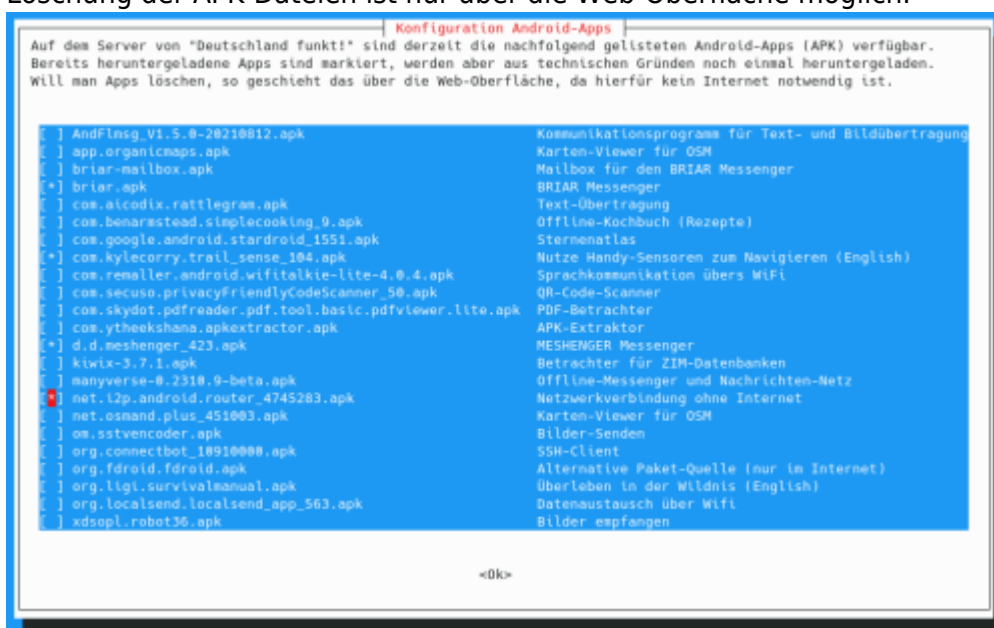 Löschung der APK-Dateien ist nur über die Web-Oberfläche möglich.
Konfiguration Android-Apps
Auf dem Server von "Deutschland funkt!" sind derzeit die nachfolgend gelisteten Android-Apps (APK) verfügbar.
Bereits heruntergeladene Apps sind markiert, werden aber aus technischen Gründen noch einmal heruntergeladen.
Will man Apps löschen, so geschieht das über die Web-Oberfläche, da hierfür kein Internet notwendig ist.
[ ] AndFlmsg_V1.5.0-20210812.apk Kommunikationsprogramm für Text- und Bildübertragung
[ ] app.organicmaps.apk Karten-Viewer für OSM
[ ] briar-mailbox.apk Mailbox für den BRIAR Messenger
[*] briar.apk BRIAR Messenger
[ ] com.aicodix.rattlegram.apk Text-Übertragung
[ ] com.benarmstead.simplecooking_9.apk Offline-Kochbuch (Rezepte)
[ ] com.google.android.stardroid_1551.apk Sternenatlas
[*] com.kylecorry.trail_sense_104.apk Nutze Handy-Sensoren zum Navigieren (English)
[ ] com.remaller.android.wifitalkie-lite-4.0.4.apk Sprachkommunikation übers WiFi
[ ] com.secuso.privacyFriendlyCodeScanner_50.apk QR-Code-Scanner
[ ] com.skydot.pdfreader.pdf.tool.basic.pdfviewer.lite.apk PDF-Betrachter
[ ] com.ytheekshana.apkextractor.apk APK-Extraktor
[*] d.d.meshenger_423.apk MESHENGER Messenger
[ ] kiwix-3.7.1.apk Betrachter für ZIM-Datenbanken
[ ] manyverse-0.2310.9-beta.apk Offline-Messenger und Nachrichten-Netz
[*] net.i2p.android.router_4745283.apk Netzwerkverbindung ohne Internet
[ ] net.osmand.plus_451003.apk Karten-Viewer für OSM
[ ] om.sstvencoder.apk Bilder-Senden
[ ] org.connectbot_10910000.apk SSH-Client
[ ] org.fdroid.fdroid.apk Alternative Paket-Quelle (nur im Internet)
[ ] org.ligi.survivalmanual.apk Überleben in der Wildnis (English)
[ ] org.localsend.localsend_app_563.apk Datenaustausch über Wifi
[ ] xdsopl.robot36.apk Bilder empfangen
<Ok>